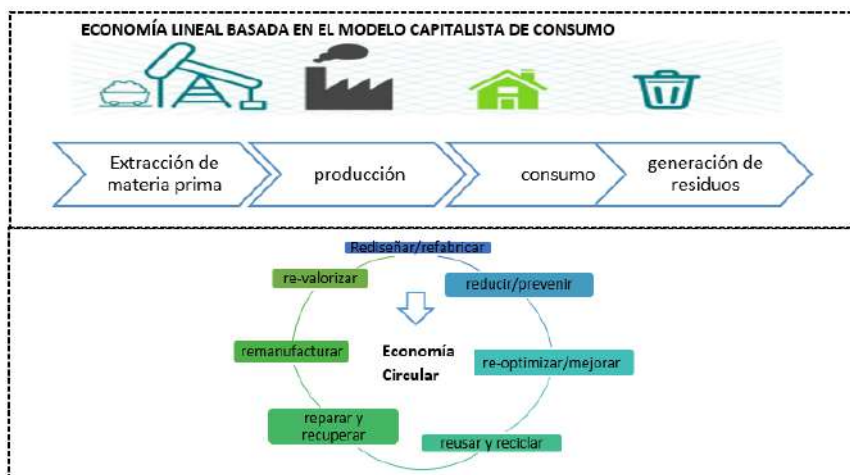 ECONOMÍA LINEAL BASADA EN EL MODELO CAPITALISTA DE CONSUMO
Extracción de
materia prima
producción
consumo
generación de
residuos
Rediseñar/refabricar
re-valorizar
reducir/prevenir
remanufacturar
Economía
Circular
re-optimizar/mejorar
reparar y
recuperar
reusar y reciclar